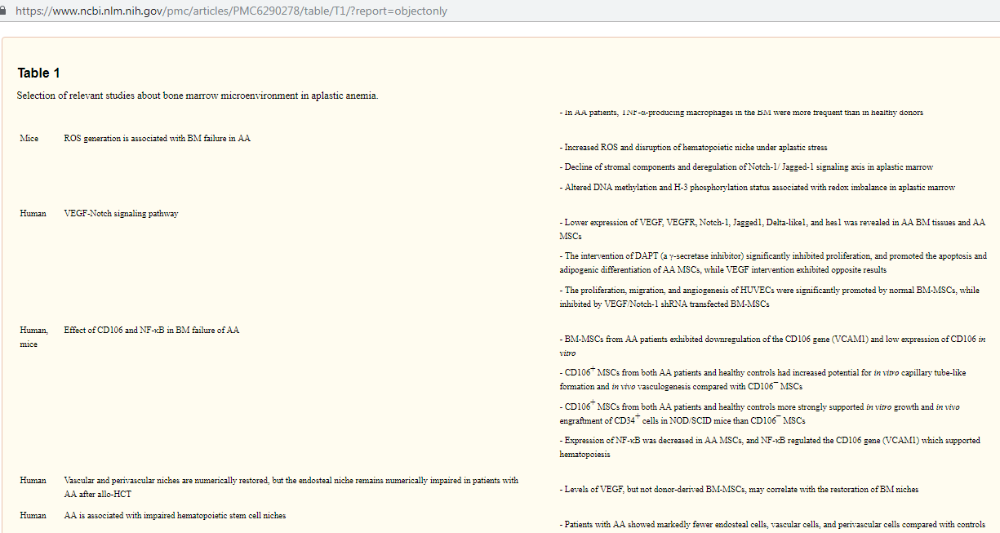 https://www.ncbi.nlm.nih.gov/pmc/articles/PMC6290278/table/T1/?report=objectonly
Table 1
Selection of relevant studies about bone marrow microenvironment in aplastic anemia.
- In AA patients, TNF-α-producing macrophages in the BM were more frequent than in healthy donors
Mice
ROS generation is associated with BM failure in AA
- Increased ROS and disruption of hematopoietic niche under aplastic stress
- Decline of stromal components and deregulation of Notch-1/ Jagged-1 signaling axis in aplastic marrow
- Altered DNA methylation and H-3 phosphorylation status associated with redox imbalance in aplastic marrow
Human
VEGF-Notch signaling pathway
- Lower expression of VEGF, VEGFR, Notch-1, Jagged1, Delta-like1, and hes1 was revealed in AA BM tissues and AA
MSCs
- The intervention of DAPT (a γ-secretase inhibitor) significantly inhibited proliferation, and promoted the apoptosis and
adipogenic differentiation of AA MSCs, while VEGF intervention exhibited opposite results
- The proliferation, migration, and angiogenesis of HUVECs were significantly promoted by normal BM-MSCs, while
inhibited by VEGF/Notch-1 shRNA transfected BM-MSCs
Human,
mice
Effect of CD106 and NF-κB in BM failure of AA
- BM-MSCs from AA patients exhibited downregulation of the CD106 gene (VCAM1) and low expression of CD106 in
vitro
- CD106⁺ MSCs from both AA patients and healthy controls had increased potential for in vitro capillary tube-like
formation and in vivo vasculogenesis compared with CD106⁻ MSCs
- CD106⁺ MSCs from both AA patients and healthy controls more strongly supported in vitro growth and in vivo
engraftment of CD34⁺ cells in NOD/SCID mice than CD106⁻ MSCs
- Expression of NF-κB was decreased in AA MSCs, and NF-κB regulated the CD106 gene (VCAM1) which supported
hematopoiesis
Human
Vascular and perivascular niches are numerically restored, but the endosteal niche remains numerically impaired in patients with
AA after allo-HCT
- Levels of VEGF, but not donor-derived BM-MSCs, may correlate with the restoration of BM niches
Human
AA is associated with impaired hematopoietic stem cell niches
- Patients with AA showed markedly fewer endosteal cells, vascular cells, and perivascular cells compared with controls